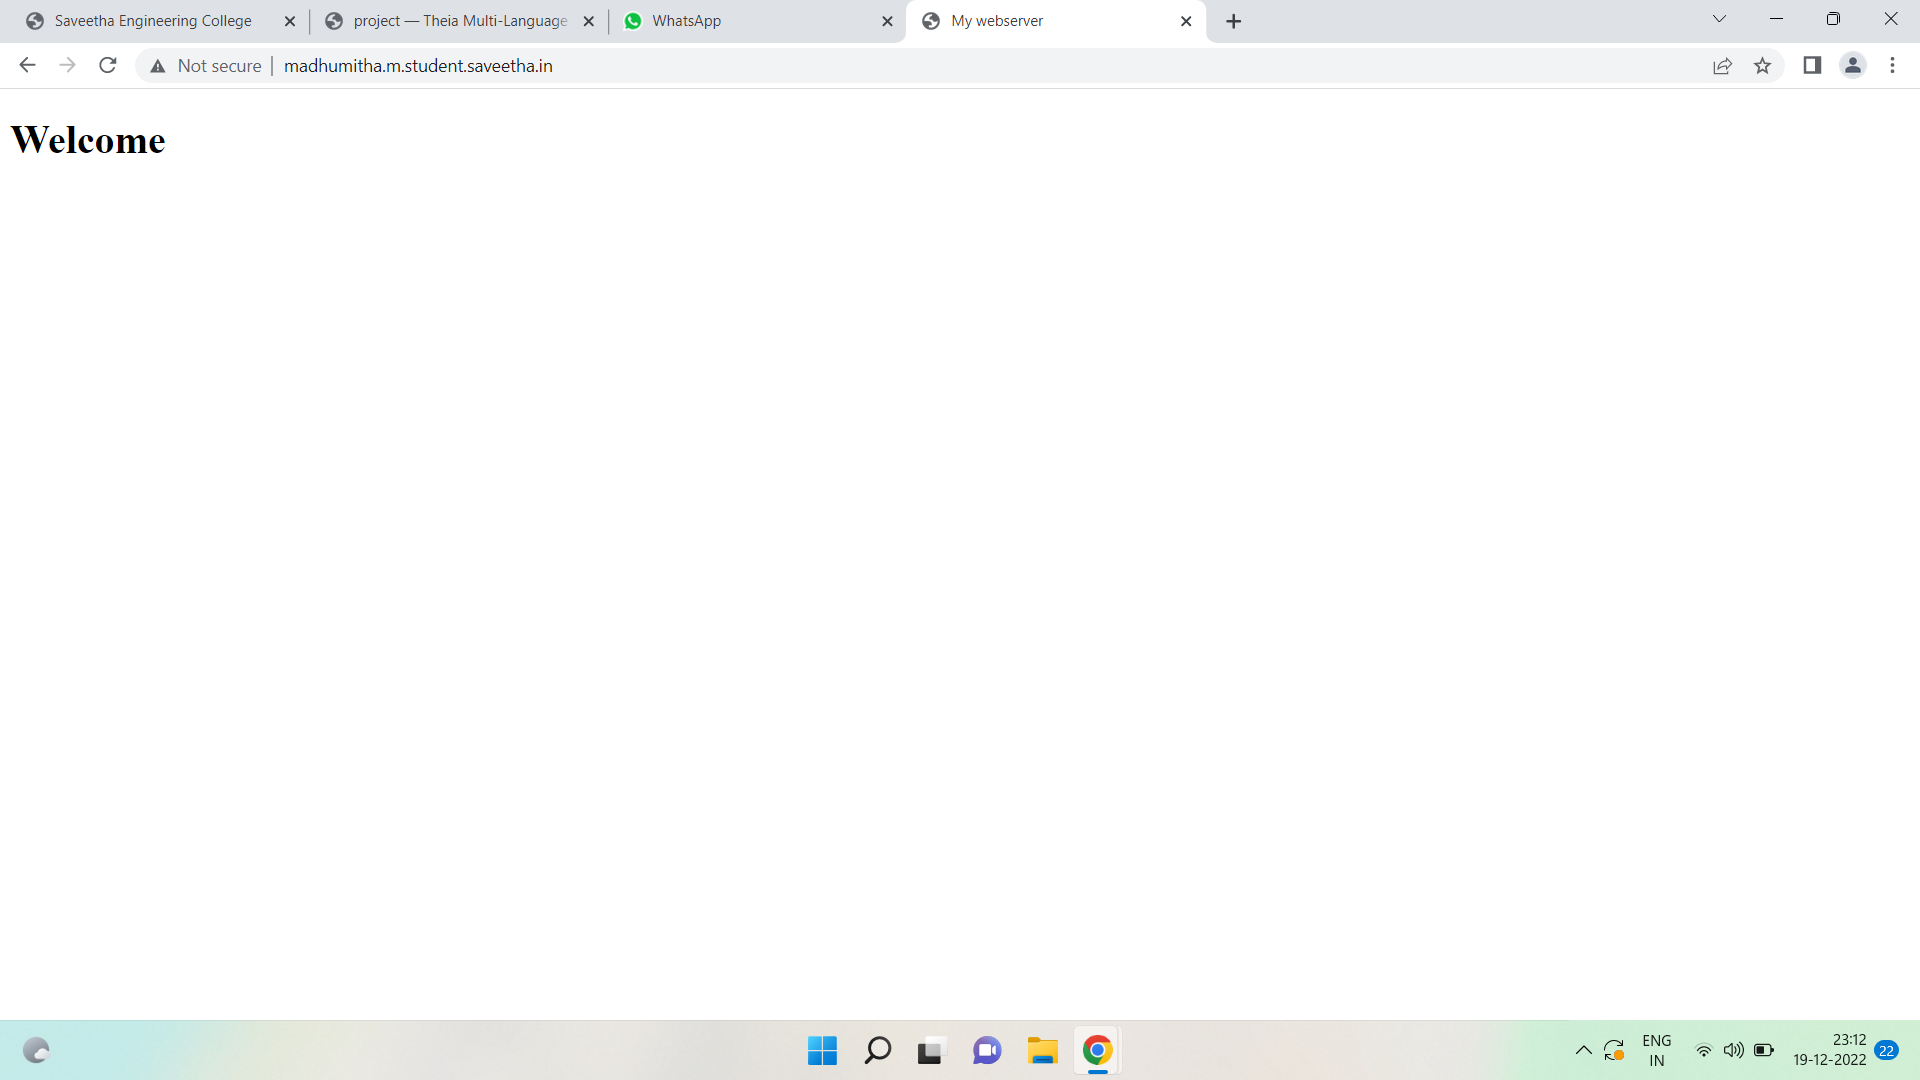 Saveetha Engineering College
project — Theia Multi-Language
WhatsApp
My webserver
Not secure
madhumitha.m.student.saveetha.in
Welcome
ENG
IN
23:12
19-12-2022
22